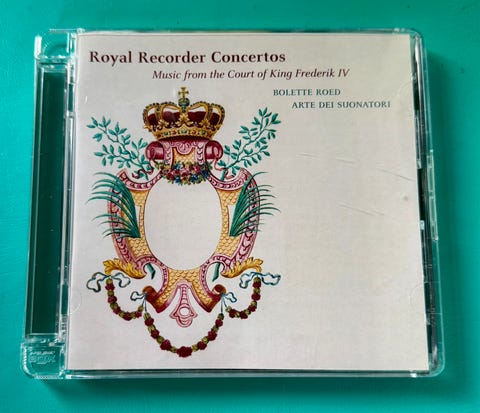 Royal Recorder Concertos
Music from the Court of King Frederik IV
BOLETTE ROED
ARTE DEI SUONATORI